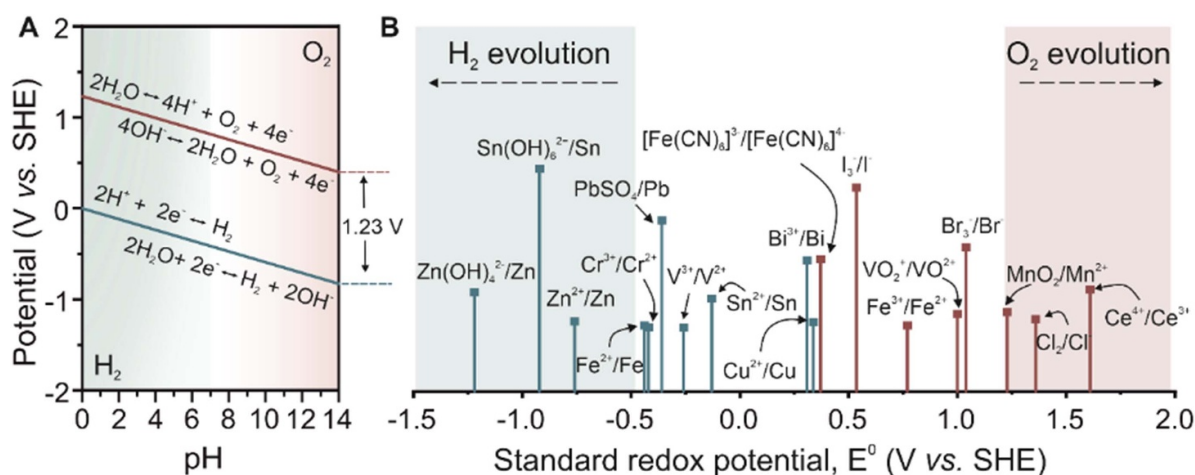 A
2
1
0
-1
-2
Potential (V vs. SHE)
O₂
2H₂O↔4H⁺ + O₂ + 4e⁻
4OH⁻↔ 2H₂O + O₂ + 4e⁻
2H⁺ + 2e⁻↔ H₂
2H₂O+ 2e⁻↔H₂ + 2OH⁻
H₂
1.23 V
0 2 4 6 8 10 12 14
pH
B
H₂ evolution
O₂ evolution
[Fe(CN)₆]³⁻/[Fe(CN)₆]⁴⁻
Sn(OH)₆²⁻/Sn
I₃⁻/I⁻
PbSO₄/Pb
Bi³⁺/Bi
Br₃⁻/Br⁻
Zn(OH)₄²⁻/Zn
Cr³⁺/Cr²⁺
V³⁺/V²⁺
VO₂⁺/VO²⁺
MnO₂/Mn²⁺
Zn²⁺/Zn
Sn²⁺/Sn
Fe³⁺/Fe²⁺
Ce⁴⁺/Ce³⁺
Fe²⁺/Fe
Cu²⁺/Cu
Cl₂/Cl
-1.5 -1.0 -0.5 0.0 0.5 1.0 1.5 2.0
Standard redox potential, E⁰ (V vs. SHE)